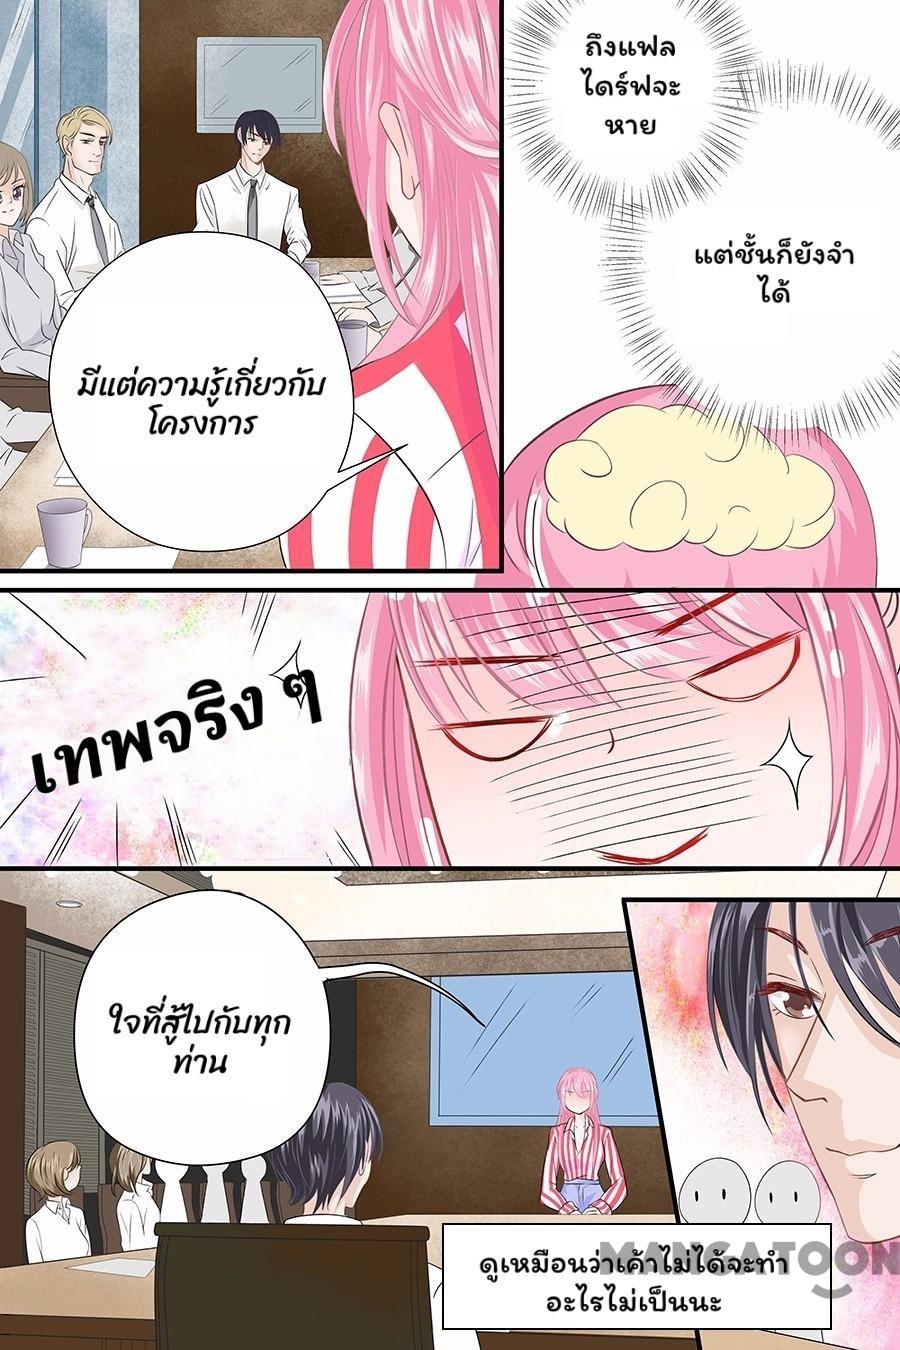 ถึงแฟล
ไดร์ฟจะ
หาย
แต่ชั้นก็ยังจำ
ได้
มีแต่ความรู้เกี่ยวกับ
โครงการ
เทพจริง ๆ
ใจที่สู้ไปกับทุก
ท่าน
ดูเหมือนว่าเค้าไม่ได้จะทำ
อะไรไม่เป็นนะ
MANGATOON